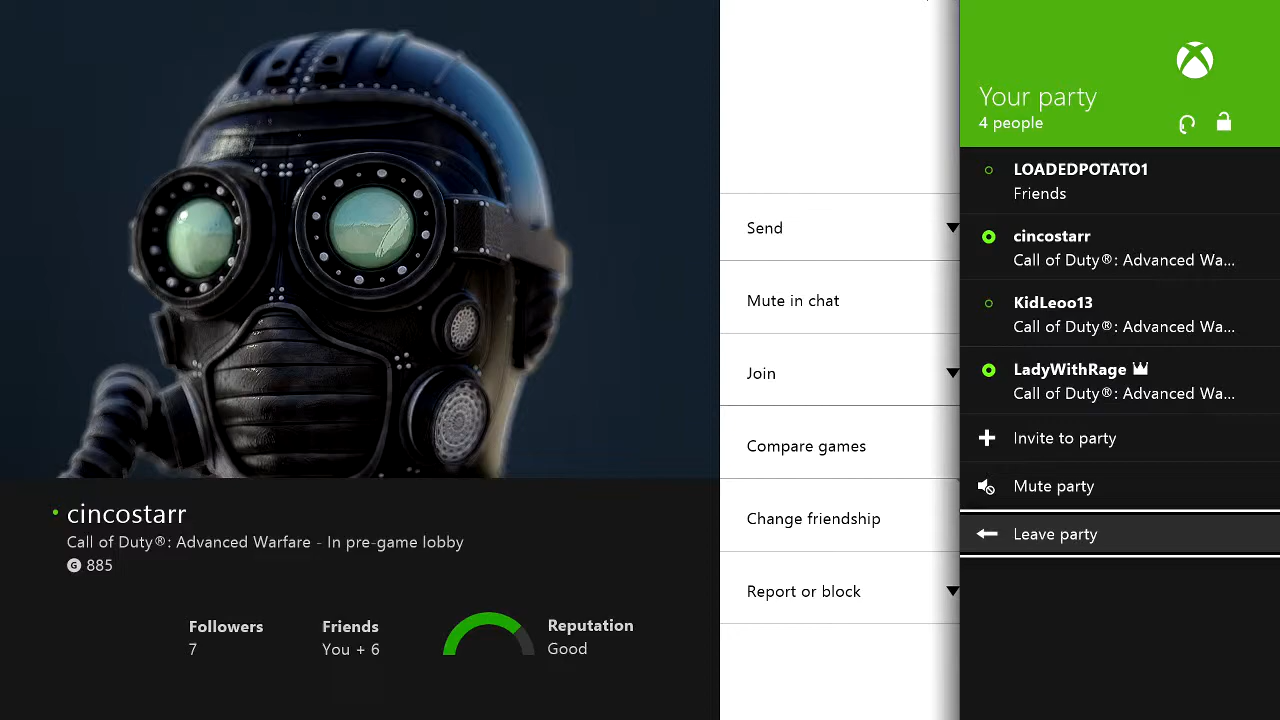 cincostarr
Call of Duty®: Advanced Warfare - In pre-game lobby
G 885
Followers
7
Friends
You + 6
Reputation
Good
Send
Mute in chat
Join
Compare games
Change friendship
Report or block
Your party
4 people
LOADEDPOTATO1
Friends
cincostarr
Call of Duty®: Advanced Wa...
KidLeoo13
Call of Duty®: Advanced Wa...
LadyWithRage
Call of Duty®: Advanced Wa...
Invite to party
Mute party
Leave party